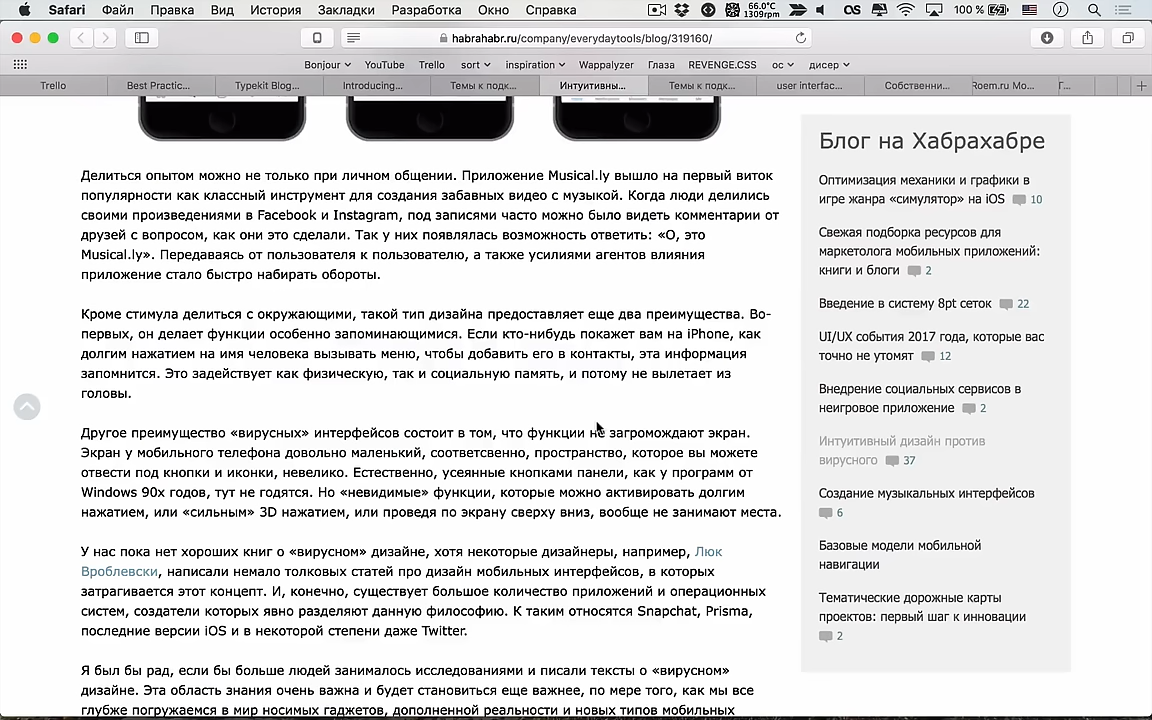 Safari Файл Правка Вид История Закладки Разработка Окно Справка 66.0°C 1309rpm 100 %
habrahabr.ru/company/everydaytools/blog/319160/
Bonjour YouTube Trello sort inspiration Wappalyzer Глаза REVENGE.CSS ос дисер
Trello Best Practic... Typekit Blog... Introducing... Темы к подк... Интуитивны... Темы к подк... user interfac... Собственни... Roem.ru Mo... Г...
Делиться опытом можно не только при личном общении. Приложение Musical.ly вышло на первый виток
популярности как классный инструмент для создания забавных видео с музыкой. Когда люди делились
своими произведениями в Facebook и Instagram, под записями часто можно было видеть комментарии от
друзей с вопросом, как они это сделали. Так у них появлялась возможность ответить: «О, это
Musical.ly». Передаваясь от пользователя к пользователю, а также усилиями агентов влияния
приложение стало быстро набирать обороты.
Кроме стимула делиться с окружающими, такой тип дизайна предоставляет еще два преимущества. Во-
первых, он делает функции особенно запоминающимися. Если кто-нибудь покажет вам на iPhone, как
долгим нажатием на имя человека вызывать меню, чтобы добавить его в контакты, эта информация
запомнится. Это задействует как физическую, так и социальную память, и потому не вылетает из
головы.
Другое преимущество «вирусных» интерфейсов состоит в том, что функции не загромождают экран.
Экран у мобильного телефона довольно маленький, соответсвенно, пространство, которое вы можете
отвести под кнопки и иконки, невелико. Естественно, усеянные кнопками панели, как у программ от
Windows 90х годов, тут не годятся. Но «невидимые» функции, которые можно активировать долгим
нажатием, или «сильным» 3D нажатием, или проведя по экрану сверху вниз, вообще не занимают места.
У нас пока нет хороших книг о «вирусном» дизайне, хотя некоторые дизайнеры, например, Люк
Вроблевски, написали немало толковых статей про дизайн мобильных интерфейсов, в которых
затрагивается этот концепт. И, конечно, существует большое количество приложений и операционных
систем, создатели которых явно разделяют данную философию. К таким относятся Snapchat, Prisma,
последние версии iOS и в некоторой степени даже Twitter.
Я был бы рад, если бы больше людей занималось исследованиями и писали тексты о «вирусном»
дизайне. Эта область знания очень важна и будет становиться еще важнее, по мере того, как мы все
глубже погружаемся в мир носимых гаджетов, дополненной реальности и новых типов мобильных
Блог на Хабрахабре
Оптимизация механики и графики в
игре жанра «симулятор» на iOS 10
Свежая подборка ресурсов для
маркетолога мобильных приложений:
книги и блоги 2
Введение в систему 8pt сеток 22
UI/UX события 2017 года, которые вас
точно не утомят 12
Внедрение социальных сервисов в
неигровое приложение 2
Интуитивный дизайн против
вирусного 37
Создание музыкальных интерфейсов
6
Базовые модели мобильной
навигации
Тематические дорожные карты
проектов: первый шаг к инновации
2